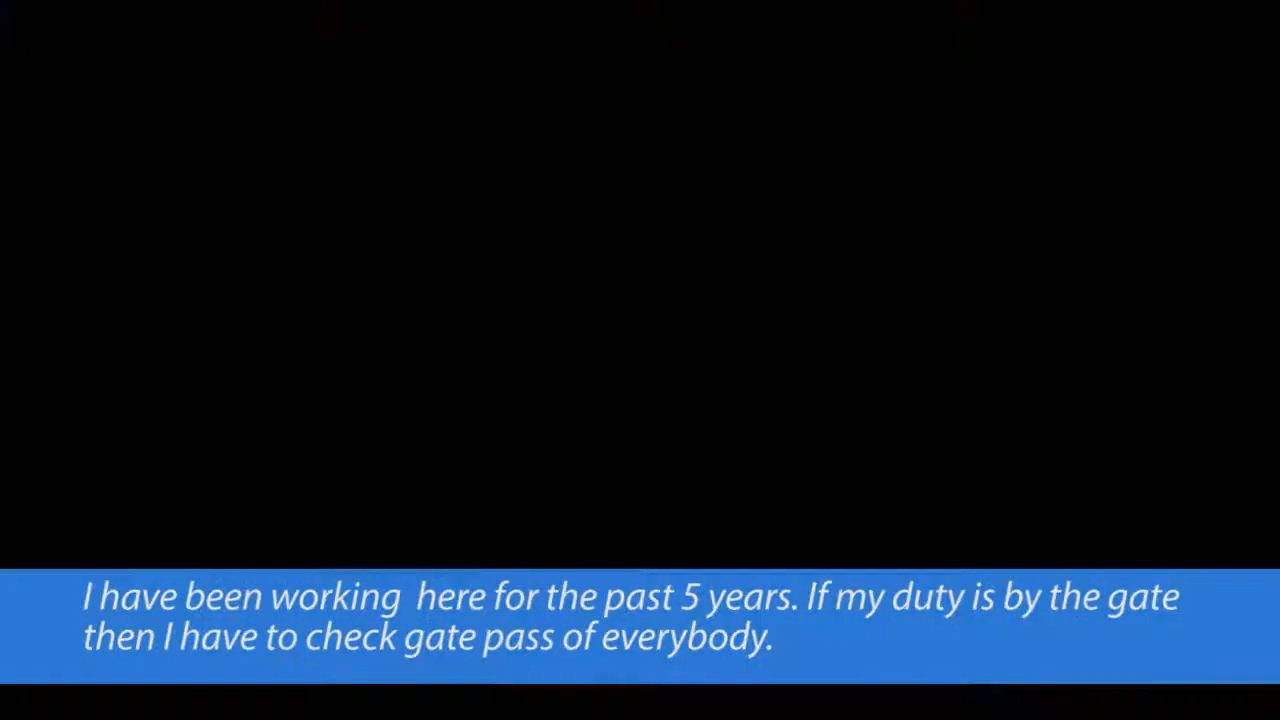 I have been working  here for the past 5 years. If my duty is by the gate
then I have to check gate pass of everybody.